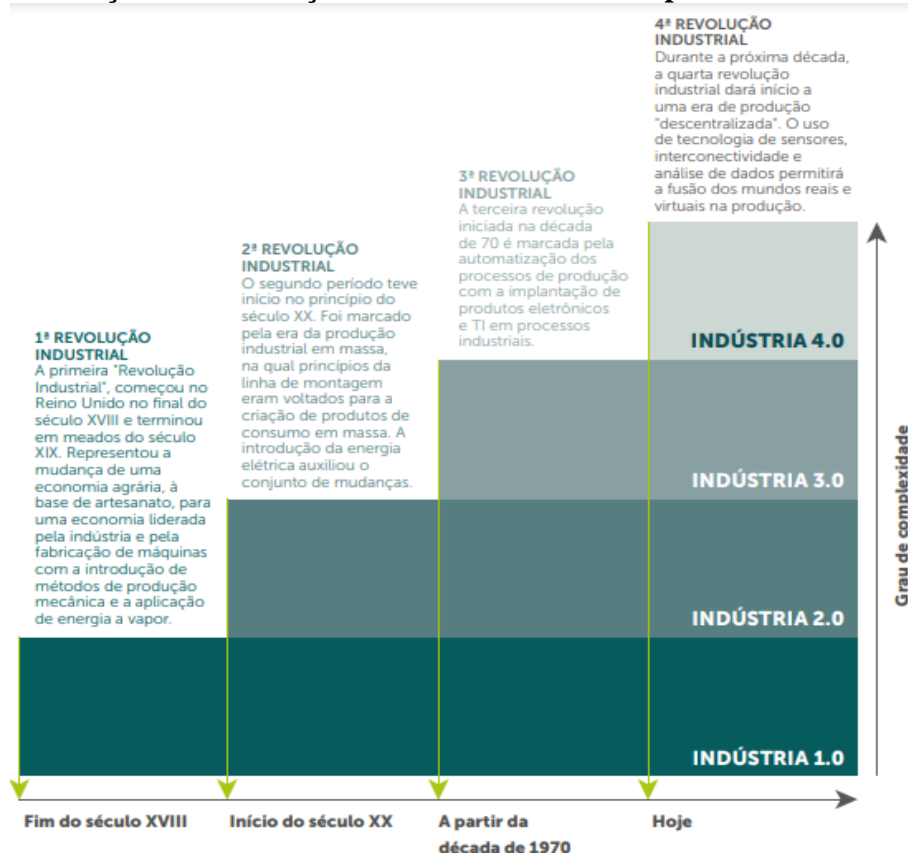 1ª REVOLUÇÃO
INDUSTRIAL
A primeira "Revolução
Industrial", começou no
Reino Unido no final do
século XVIII e terminou
em meados do século
XIX. Representou a
mudança de uma
economia agrária, à
base de artesanato, para
uma economia liderada
pela indústria e pela
fabricação de máquinas
com a introdução de
métodos de produção
mecânica e a aplicação
de energia a vapor.
2ª REVOLUÇÃO
INDUSTRIAL
O segundo período teve
início no princípio do
século XX. Foi marcado
pela era da produção
industrial em massa,
na qual princípios da
linha de montagem
eram voltados para a
criação de produtos de
consumo em massa. A
introdução da energia
elétrica auxiliou o
conjunto de mudanças.
3ª REVOLUÇÃO
INDUSTRIAL
A terceira revolução
iniciada na década
de 70 é marcada pela
automatização dos
processos de produção
com a implantação de
produtos eletrônicos
e TI em processos
industriais.
4ª REVOLUÇÃO
INDUSTRIAL
Durante a próxima década,
a quarta revolução
industrial dará início a
uma era de produção
"descentralizada". O uso
de tecnologia de sensores,
interconectividade e
análise de dados permitirá
a fusão dos mundos reais e
virtuais na produção.
INDÚSTRIA 4.0
INDÚSTRIA 3.0
INDÚSTRIA 2.0
INDÚSTRIA 1.0
Grau de complexidade
Fim do século XVIII
Início do século XX
A partir da
década de 1970
Hoje